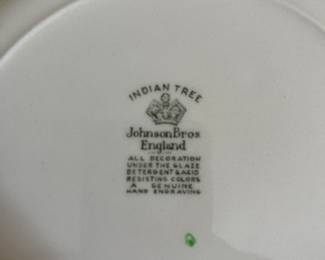 INDIAN TREE
Johnson Bros
England
ALL DECORATION
UNDER THE GLAZE
DETERGENT & ACID
RESISTING COLORS
A GENUINE
HAND ENGRAVING